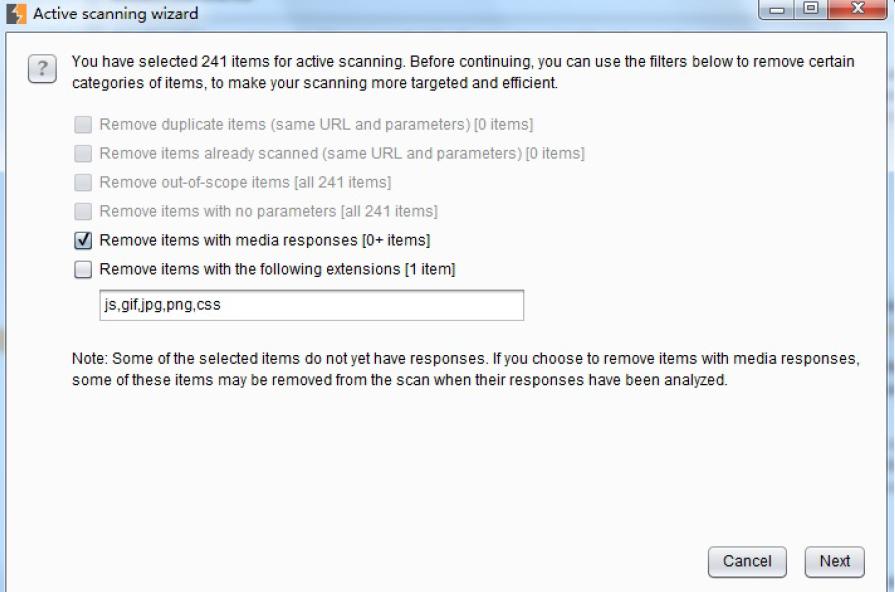 Active scanning wizard
You have selected 241 items for active scanning. Before continuing, you can use the filters below to remove certain
categories of items, to make your scanning more targeted and efficient.
Remove duplicate items (same URL and parameters) [0 items]
Remove items already scanned (same URL and parameters) [0 items]
Remove out-of-scope items [all 241 items]
Remove items with no parameters [all 241 items]
Remove items with media responses [0+ items]
Remove items with the following extensions [1 item]
js,gif,jpg,png,css
Note: Some of the selected items do not yet have responses. If you choose to remove items with media responses,
some of these items may be removed from the scan when their responses have been analyzed.
Cancel
Next